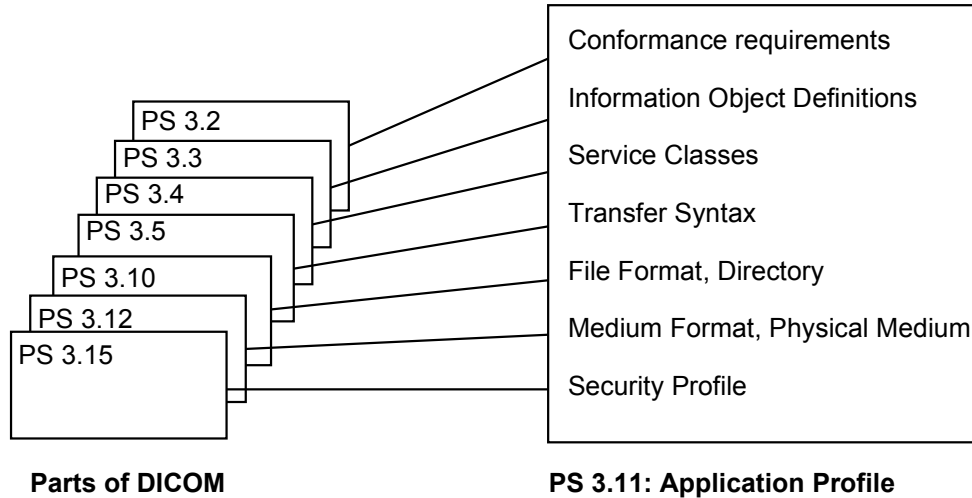 PS 3.2
PS 3.3
PS 3.4
PS 3.5
PS 3.10
PS 3.12
PS 3.15
Parts of DICOM
Conformance requirements
Information Object Definitions
Service Classes
Transfer Syntax
File Format, Directory
Medium Format, Physical Medium
Security Profile
PS 3.11: Application Profile